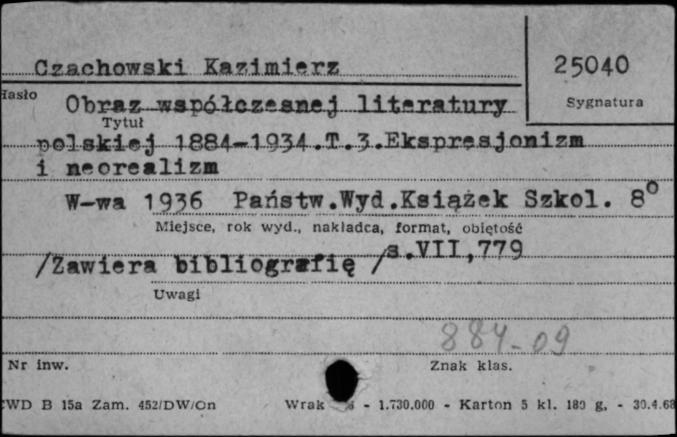 Czachowski Kazimierz
25040
Hasło
Sygnatura
Obraz współczesnej literatury
Tytuł
polskiej 1884-1934.T.3.Ekspresjonizm
i neorealizm
W-wa 1936 Państw.Wyd.Książek Szkol. 8°
Miejsce, rok wyd., nakładca, format, objętość
s.VII,779
/Zawiera bibliografię /
Uwagi
884-09
Nr inw.
Znak klas.
CWD B 15a Zam. 452/DW/Cn
Wrak - 1.730.000 - Karton 5 kl. 180 g, - 30.4.68